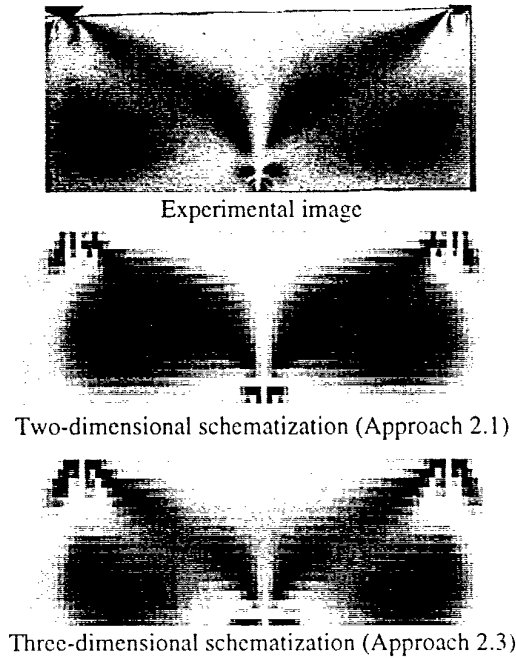 Experimental image
Two-dimensional schematization (Approach 2.1)
Three-dimensional schematization (Approach 2.3)